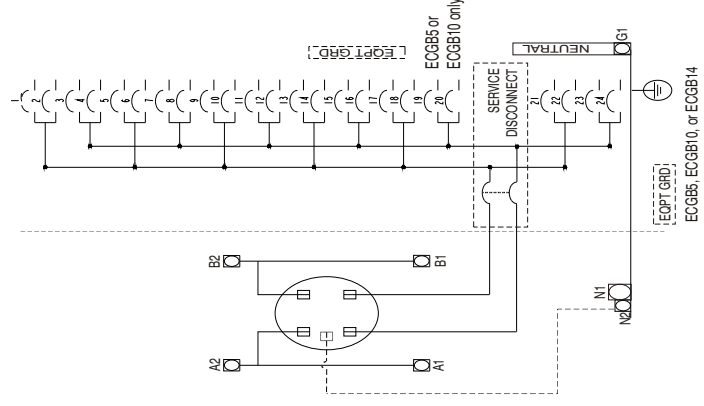 1
2
3
4
5
6
7
8
9
10
11
12
13
14
15
16
17
18
19
20
21
22
23
24
EQPT GRD
ECGB5 or
ECGB10 only
SERVICE
DISCONNECT
NEUTRAL
G1
EQPT GRD
ECGB5, ECGB10, or ECGB14
B2
B1
A2
A1
N1
N2